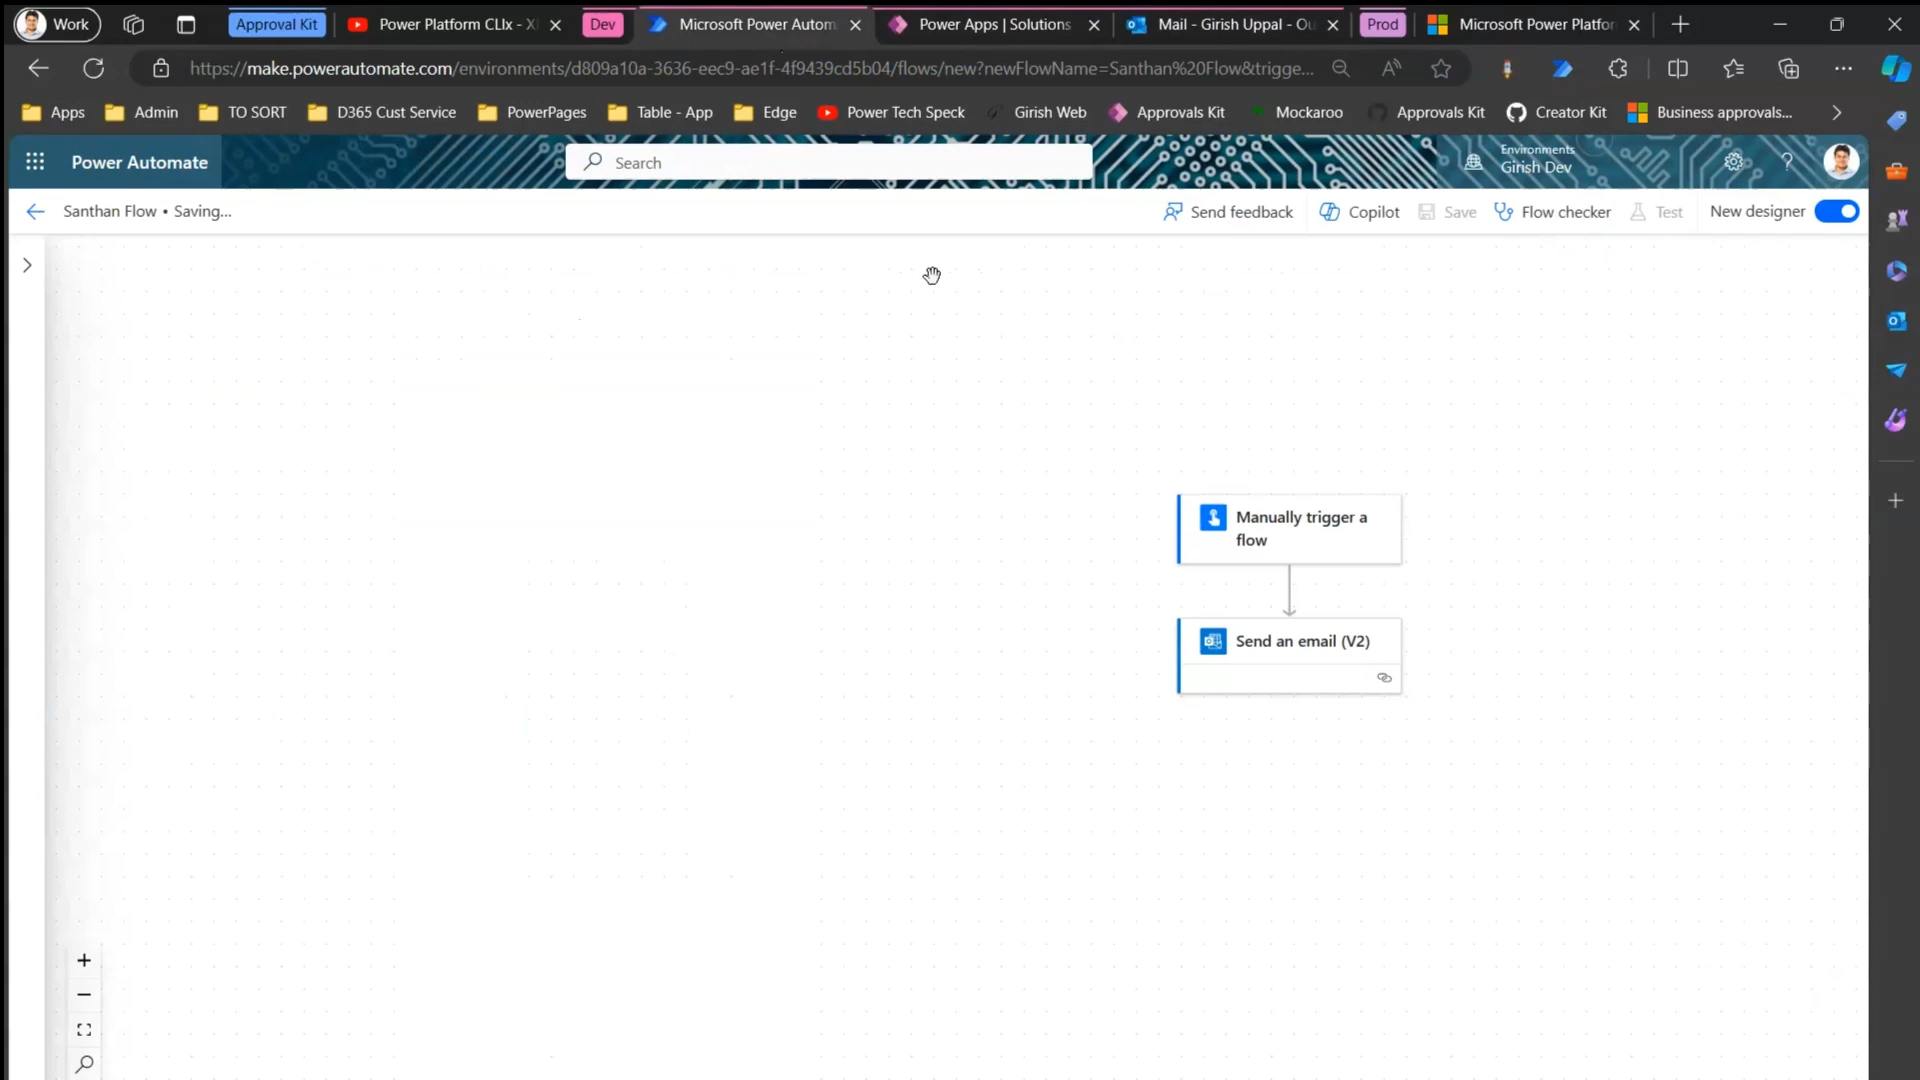 Work
Approval Kit
Power Platform CLIx - X
Dev
Microsoft Power Autom
Power Apps | Solutions
Mail - Girish Uppal - Ou
Prod
Microsoft Power Platfor
https://make.powerautomate.com/environments/d809a10a-3636-eec9-ae1f-4f9439cd5b04/flows/new?newFlowName=Santhan%20Flow&trigge...
Apps
Admin
TO SORT
D365 Cust Service
PowerPages
Table - App
Edge
Power Tech Speck
Girish Web
Approvals Kit
Mockaroo
Approvals Kit
Creator Kit
Business approvals...
Power Automate
Search
Environments
Girish Dev
Santhan Flow • Saving...
Send feedback
Copilot
Save
Flow checker
Test
New designer
Manually trigger a
flow
Send an email (V2)